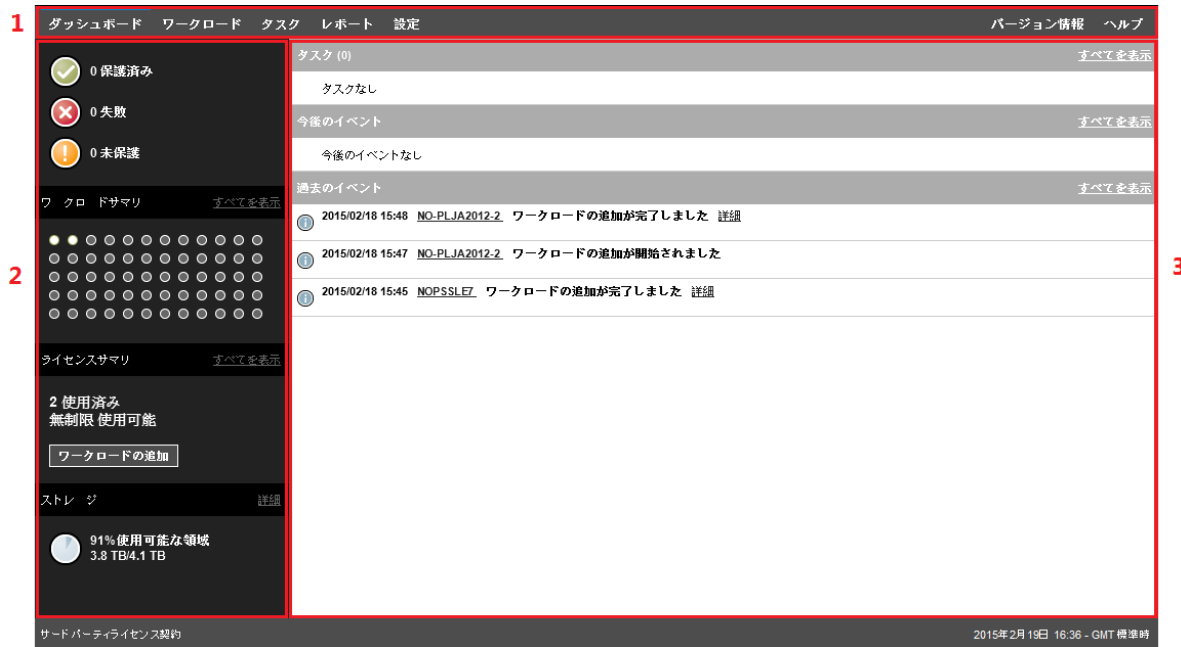 1
ダッシュボード ワークロード タスク レポート 設定 バージョン情報 ヘルプ
2
0 保護済み
0 失敗
0 未保護
ワ クロ ドサマリ すべてを表示
ライセンスサマリ すべてを表示
2 使用済み
無制限 使用可能
ワークロードの追加
ストレ ジ 詳細
91%使用可能な領域
3.8 TB/4.1 TB
3
タスク (0) すべてを表示
タスクなし
今後のイベント すべてを表示
今後のイベントなし
過去のイベント すべてを表示
2015/02/18 15:48 NO-PLJA2012-2 ワークロードの追加が完了しました 詳細
2015/02/18 15:47 NO-PLJA2012-2 ワークロードの追加が開始されました
2015/02/18 15:45 NOPSSLE7 ワークロードの追加が完了しました 詳細
サードパーティライセンス契約 2015年2月19日 16:36 - GMT 標準時